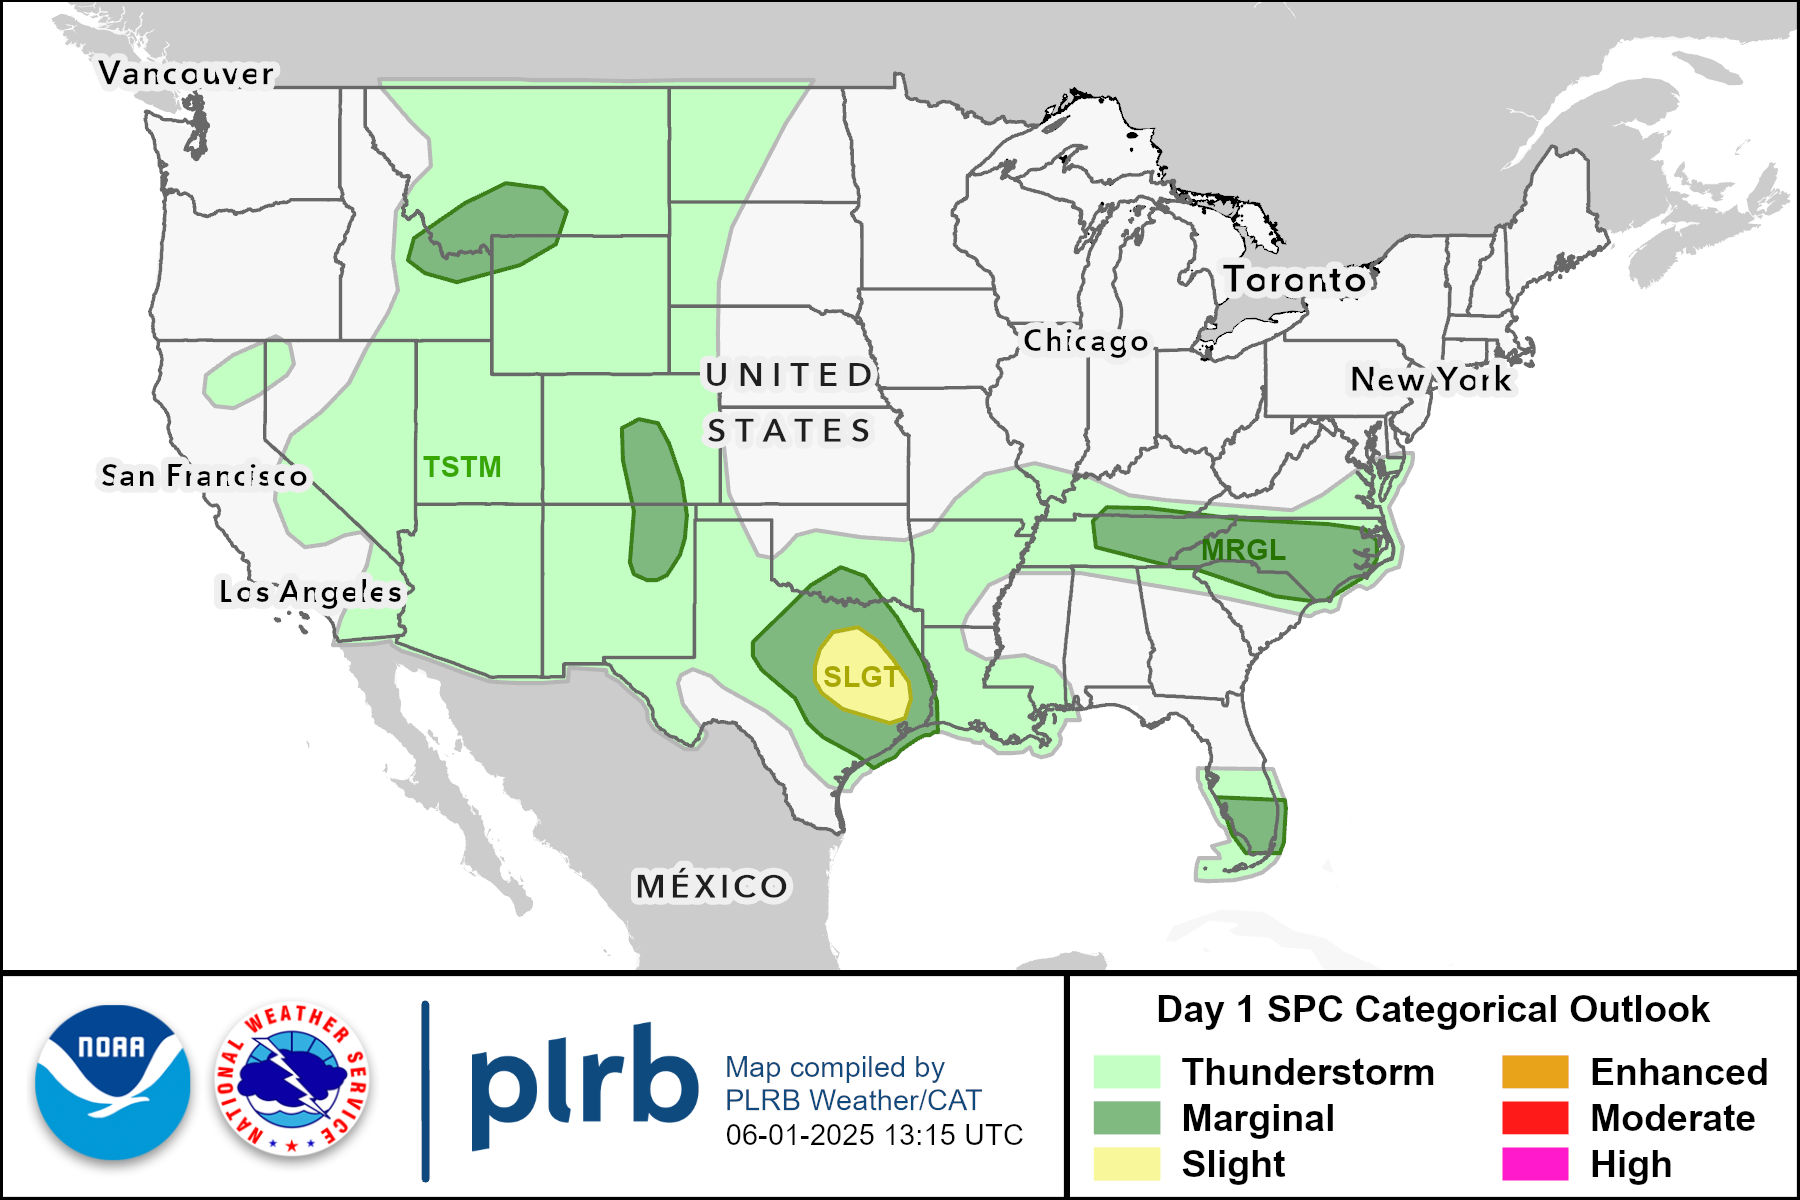 Vancouver
Toronto
Chicago
UNITED
New York
STATES
San Francisco
TSTM
MRGL
Los Angeles
SLGT
MÉXICO
NOAA
NATIONAL WEATHER SERVICE
plrb
Map compiled by
PLRB Weather/CAT
06-01-2025 13:15 UTC
Day 1 SPC Categorical Outlook
Thunderstorm
Enhanced
Marginal
Moderate
Slight
High